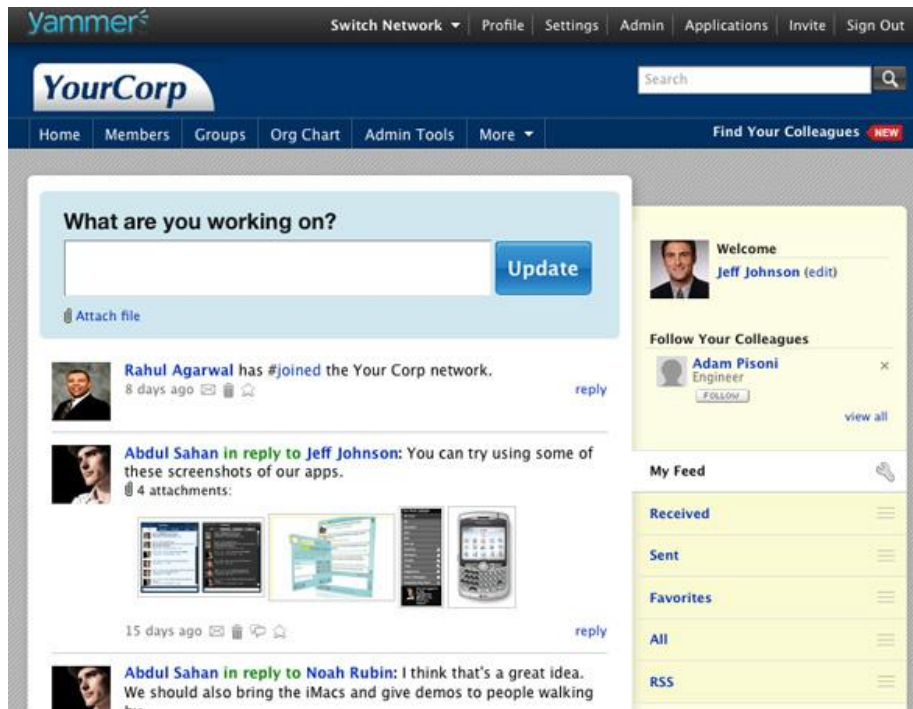 yammer
Switch Network Profile Settings Admin Applications Invite Sign Out
YourCorp
Search
Home Members Groups Org Chart Admin Tools More
Find Your Colleagues NEW
What are you working on?
Update
Attach file
Rahul Agarwal has #joined the Your Corp network.
8 days ago
reply
Abdul Sahan in reply to Jeff Johnson: You can try using some of
these screenshots of our apps.
4 attachments:
15 days ago
reply
Abdul Sahan in reply to Noah Rubin: I think that's a great idea.
We should also bring the iMacs and give demos to people walking
Welcome
Jeff Johnson (edit)
Follow Your Colleagues
Adam Pisoni
Engineer
FOLLOW
view all
My Feed
Received
Sent
Favorites
All
RSS